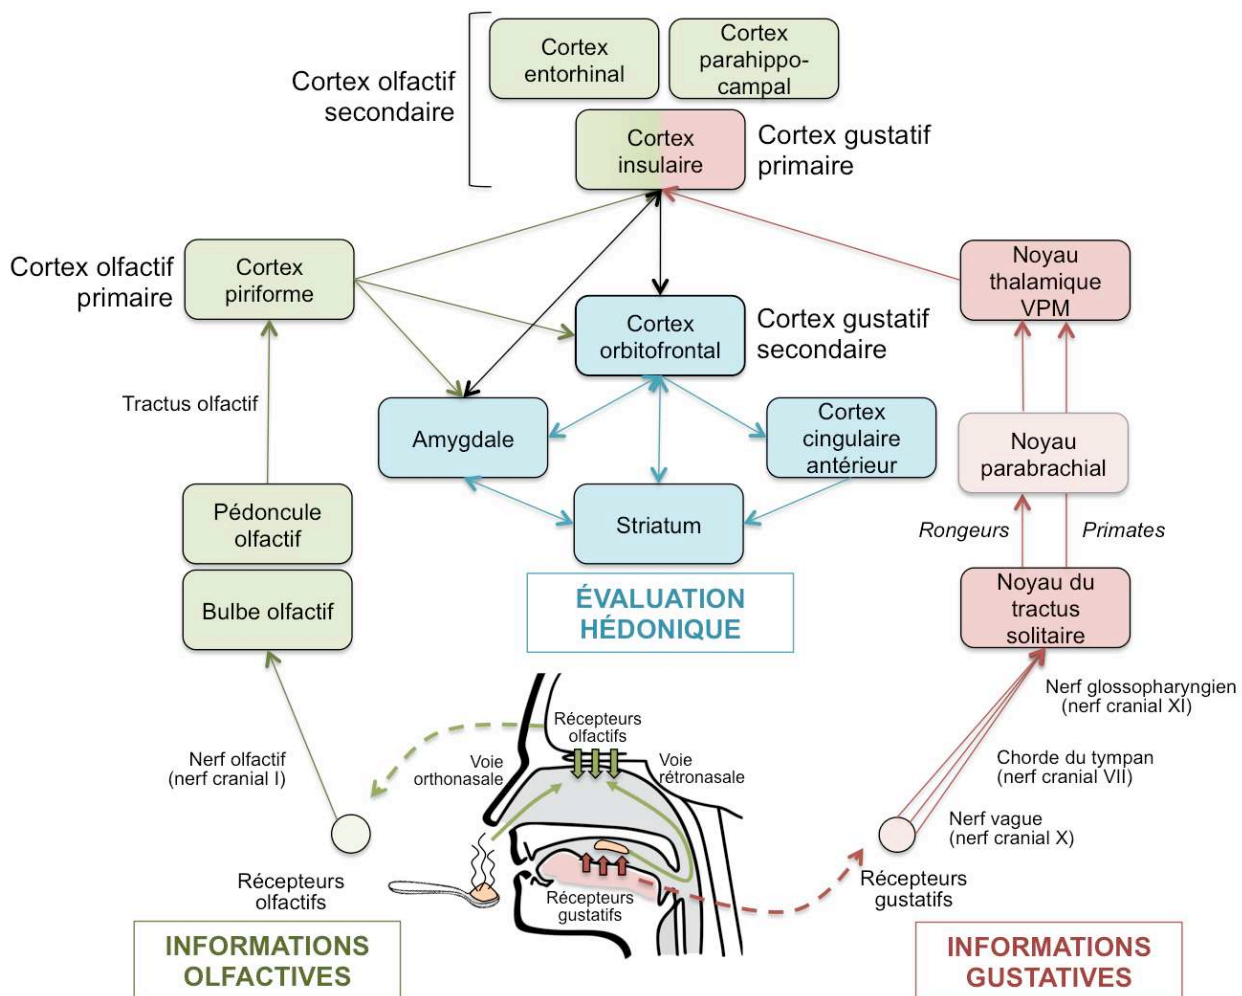 Cortex olfactif
secondaire
Cortex
entorhinal
Cortex
parahippo-
campal
Cortex
insulaire
Cortex gustatif
primaire
Cortex olfactif
primaire
Cortex
piriforme
Noyau
thalamique
VPM
Cortex
orbitofrontal
Cortex gustatif
secondaire
Tractus olfactif
Amygdale
Cortex
cingulaire
antérieur
Noyau
parabrachial
Pédoncule
olfactif
Striatum
Rongeurs
Primates
Bulbe olfactif
ÉVALUATION
HÉDONIQUE
Noyau du
tractus
solitaire
Nerf glossopharyngien
(nerf cranial XI)
Nerf olfactif
(nerf cranial I)
Voie
orthonasale
Récepteurs
olfactifs
Voie
rétronasale
Chorde du tympan
(nerf cranial VII)
Nerf vague
(nerf cranial X)
Récepteurs
olfactifs
Récepteurs
gustatifs
Récepteurs
gustatifs
INFORMATIONS
OLFACTIVES
INFORMATIONS
GUSTATIVES